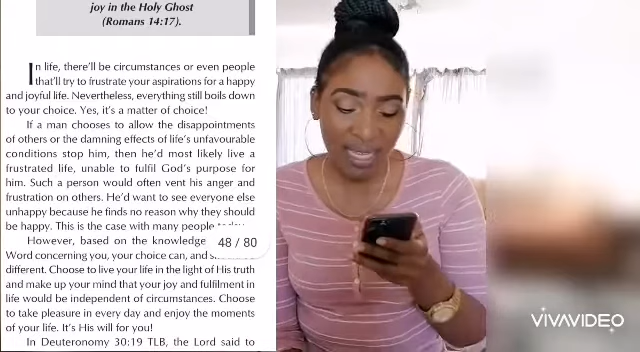 joy in the Holy Ghost
(Romans 14:17).
In life, there'll be circumstances or even people
that'll try to frustrate your aspirations for a happy
and joyful life. Nevertheless, everything still boils down
to your choice. Yes, it's a matter of choice!
If a man chooses to allow the disappointments
of others or the damning effects of life's unfavourable
conditions stop him, then he'd most likely live a
frustrated life, unable to fulfil God's purpose for
him. Such a person would often vent his anger and
frustration on others. He'd want to see everyone else
unhappy because he finds no reason why they should
be happy. This is the case with many people
However, based on the knowledge
48 / 80
Word concerning you, your choice can, and
different. Choose to live your life in the light of His truth
and make up your mind that your joy and fulfilment in
life would be independent of circumstances. Choose
to take pleasure in every day and enjoy the moments
of your life. It's His will for you!
In Deuteronomy 30:19 TLB, the Lord said to
VIVAVIDEO